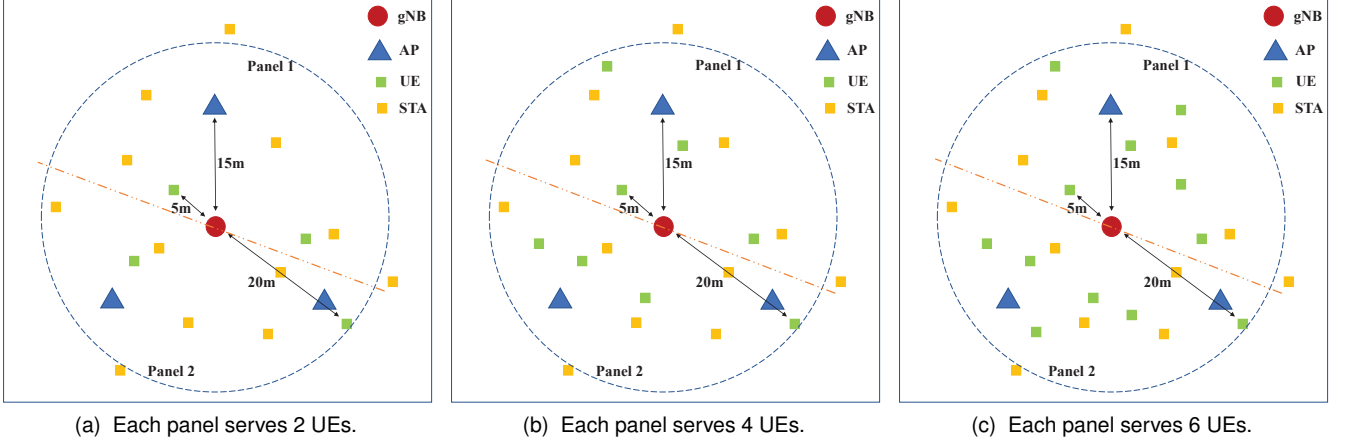 gNB
AP
UE
STA
Panel 1
15m
5m
20m
Panel 2
(a) Each panel serves 2 UEs.
gNB
AP
UE
STA
Panel 1
15m
5m
20m
Panel 2
(b) Each panel serves 4 UEs.
gNB
AP
UE
STA
Panel 1
15m
5m
20m
Panel 2
(c) Each panel serves 6 UEs.